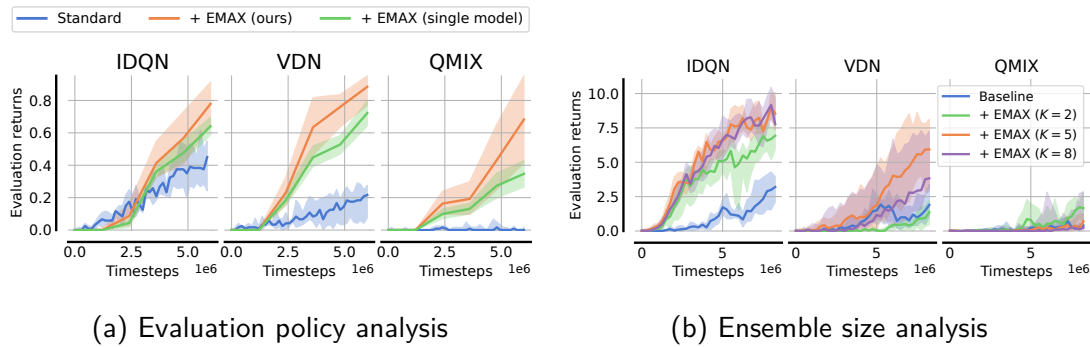 Standard + EMAX (ours) + EMAX (single model)
IDQN VDN QMIX
Evaluation returns
0.8
0.6
0.4
0.2
0.0
0.0 2.5 5.0 0.0 2.5 5.0 0.0 2.5 5.0
Timesteps 1e6 Timesteps 1e6 Timesteps 1e6
(a) Evaluation policy analysis
IDQN VDN QMIX
Evaluation returns
10.0
7.5
5.0
2.5
0.0
Baseline
+ EMAX (K = 2)
+ EMAX (K = 5)
+ EMAX (K = 8)
0 5 0 5 0 5
Timesteps 1e6 Timesteps 1e6 Timesteps 1e6
(b) Ensemble size analysis